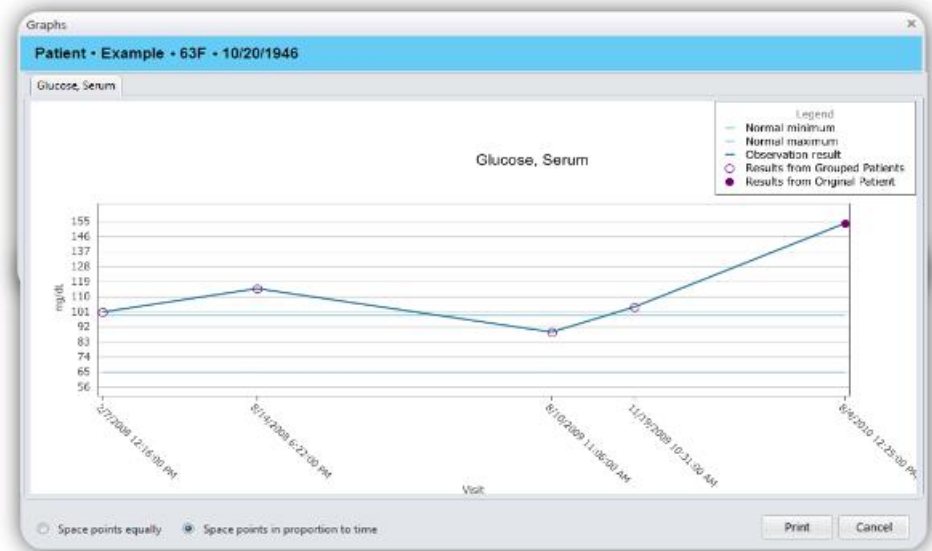 Graphs
Patient • Example • 63F • 10/20/1946
Glucose, Serum
Legend
Normal minimum
Normal maximum
Observation result
Results from Grouped Patients
Results from Original Patient
Glucose, Serum
155
146
137
128
119
110
101
92
83
74
65
56
mg/dL
2/7/2008 12:16:00 PM
8/14/2008 6:22:00 PM
8/10/2009 11:06:00 AM
11/19/2009 10:31:00 AM
8/4/2010 12:25:00 PM
Visit
Space points equally
Space points in proportion to time
Print
Cancel